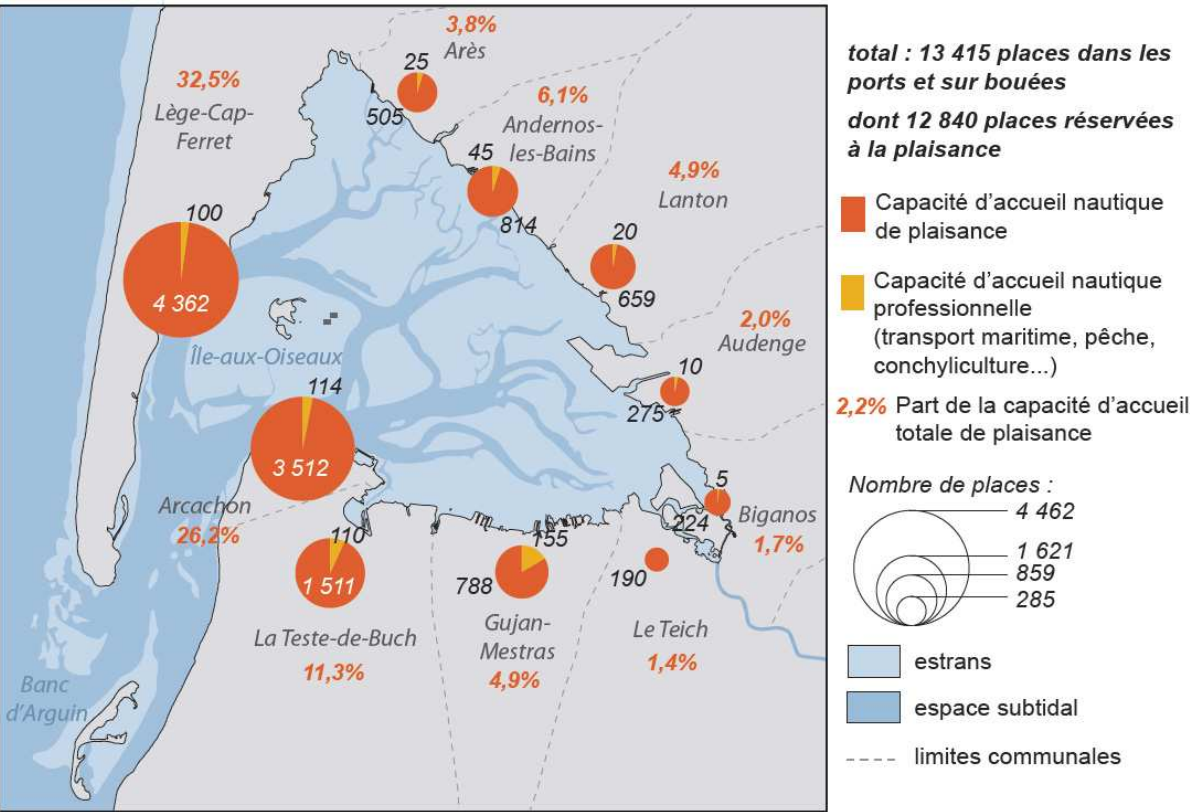 3,8%
Arès
25
505
32,5%
Lège-Cap-
Ferret
6,1%
Andernos-
les-Bains
45
814
4,9%
Lanton
20
659
100
4 362
2,0%
Audenge
10
275
Île-aux-Oiseaux
114
3 512
Arcachon
26,2%
5
224
Biganos
1,7%
110
1 511
La Teste-de-Buch
11,3%
155
788
Gujan-
Mestras
4,9%
190
Le Teich
1,4%
Banc
d'Arguin
total : 13 415 places dans les
ports et sur bouées
dont 12 840 places réservées
à la plaisance
Capacité d'accueil nautique
de plaisance
Capacité d'accueil nautique
professionnelle
(transport maritime, pêche,
conchyliculture...)
2,2% Part de la capacité d'accueil
totale de plaisance
Nombre de places :
4 462
1 621
859
285
estrans
espace subtidal
limites communales